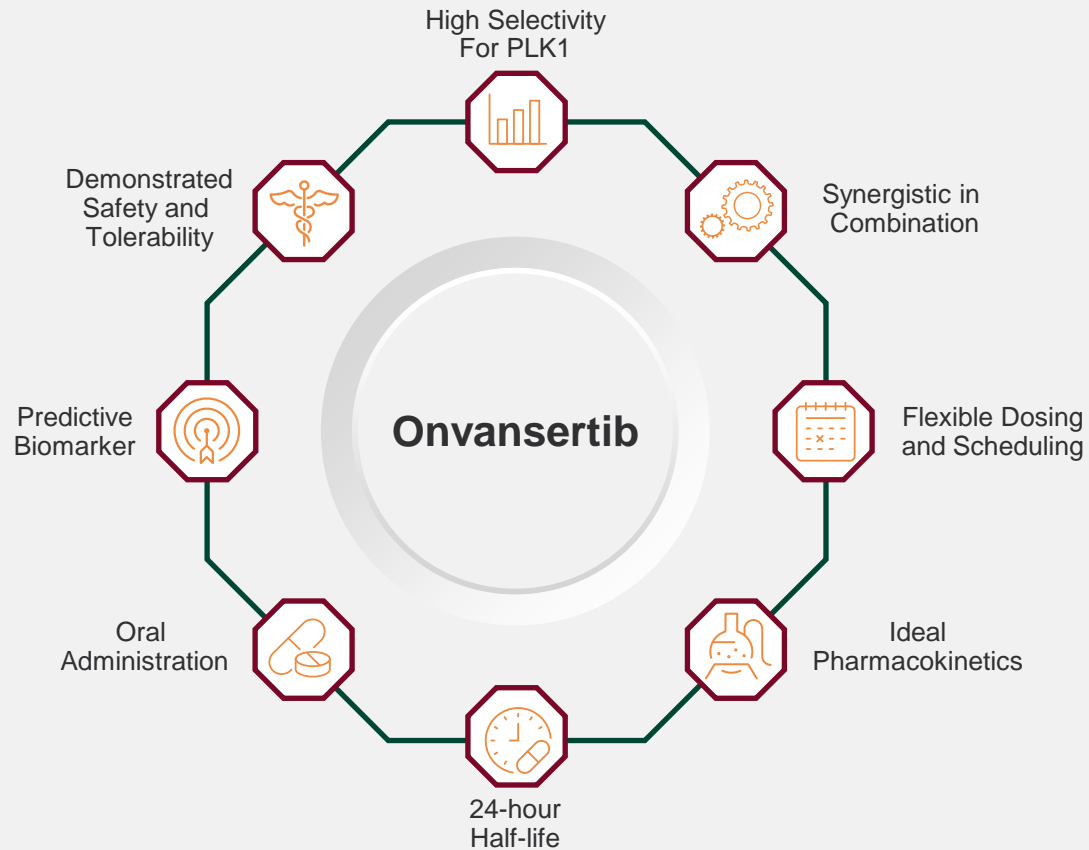 High Selectivity
For PLK1
Demonstrated
Safety and
Tolerability
Synergistic in
Combination
Predictive
Biomarker
Onvansertib
Flexible Dosing
and Scheduling
Oral
Administration
Ideal
Pharmacokinetics
24-hour
Half-life